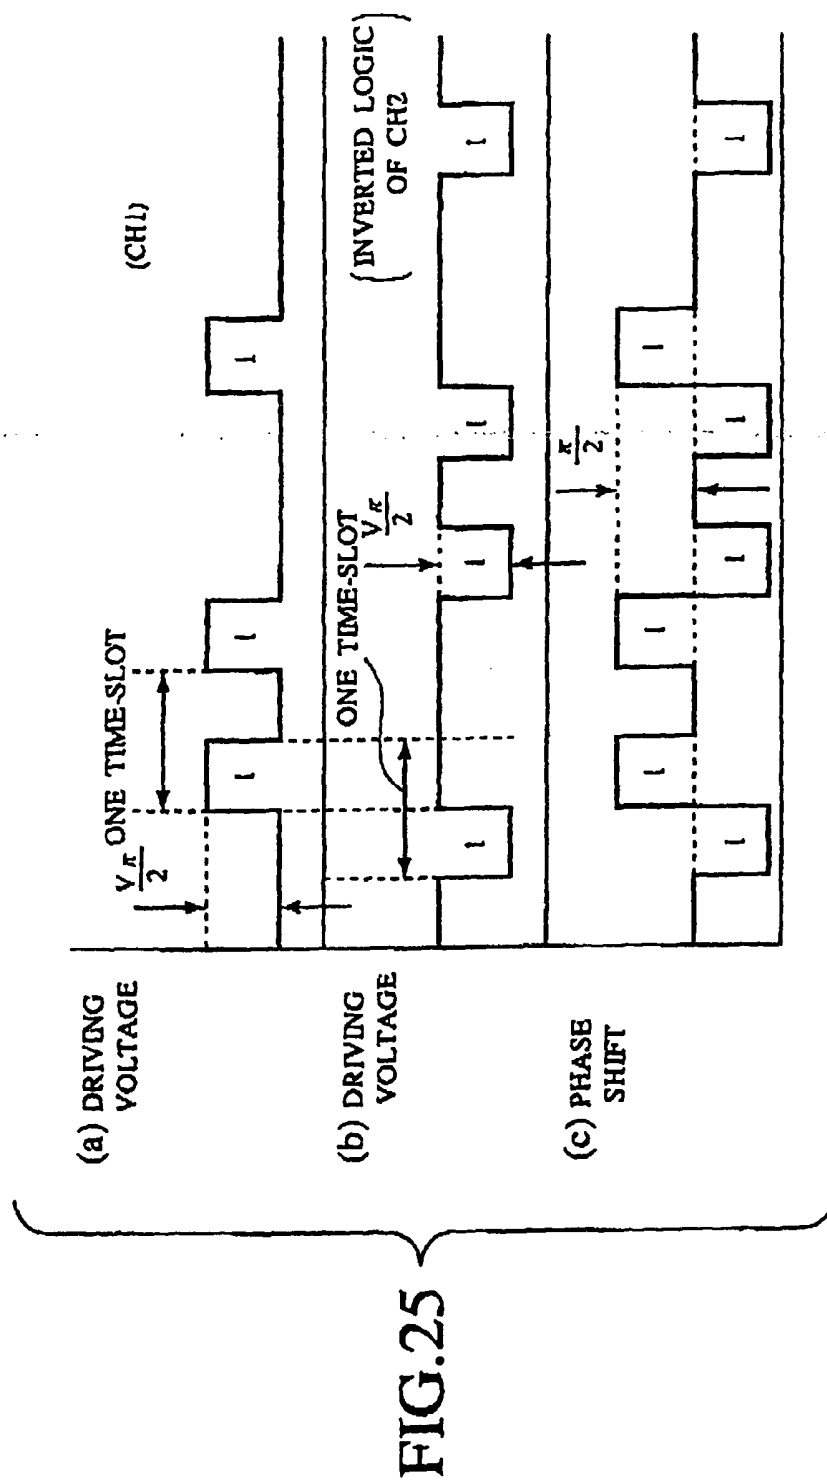 FIG.25
(a) DRIVING
VOLTAGE
Vπ/2
ONE TIME-SLOT
1
1
1
(CH1)
(b) DRIVING
VOLTAGE
ONE TIME-SLOT
Vπ/2
1
1
1
1
(INVERTED LOGIC
OF CH2)
(c) PHASE
SHIFT
π/2
1
1
1
1
1
1
1